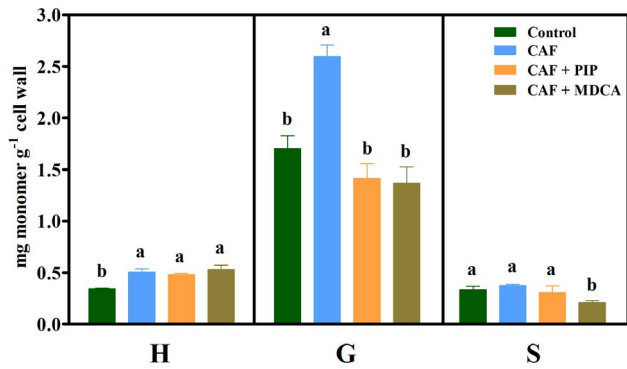 mg monomer g⁻¹ cell wall
3.0
2.5
2.0
1.5
1.0
0.5
0.0
b a a a
b a b b
a a a b
H G S
Control
CAF
CAF + PIP
CAF + MDCA